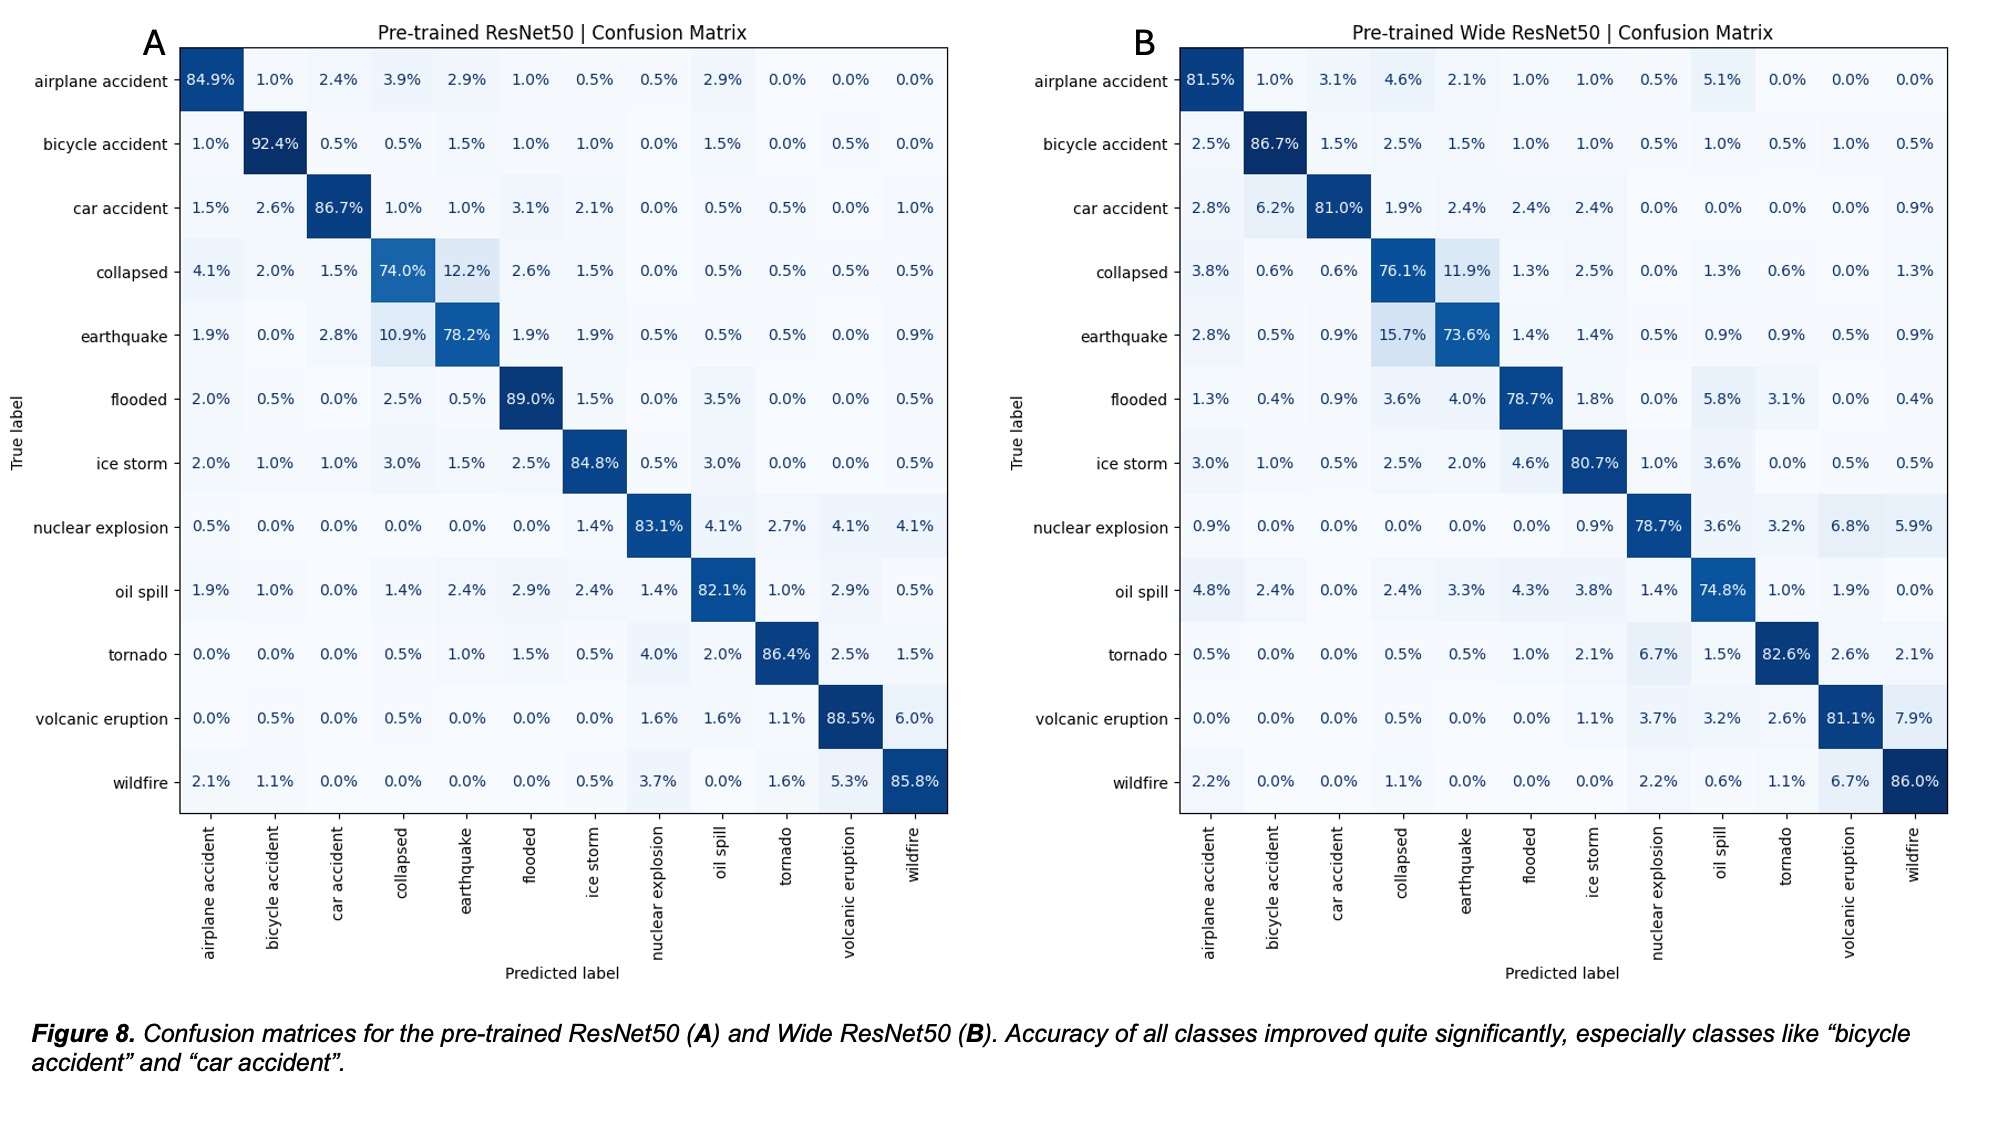 A
Pre-trained ResNet50 | Confusion Matrix
True label
airplane accident 84.9% 1.0% 2.4% 3.9% 2.9% 1.0% 0.5% 0.5% 2.9% 0.0% 0.0% 0.0%
bicycle accident 1.0% 92.4% 0.5% 0.5% 1.5% 1.0% 1.0% 0.0% 1.5% 0.0% 0.5% 0.0%
car accident 1.5% 2.6% 86.7% 1.0% 1.0% 3.1% 2.1% 0.0% 0.5% 0.5% 0.0% 1.0%
collapsed 4.1% 2.0% 1.5% 74.0% 12.2% 2.6% 1.5% 0.0% 0.5% 0.5% 0.5% 0.5%
earthquake 1.9% 0.0% 2.8% 10.9% 78.2% 1.9% 1.9% 0.5% 0.5% 0.5% 0.0% 0.9%
flooded 2.0% 0.5% 0.0% 2.5% 0.5% 89.0% 1.5% 0.0% 3.5% 0.0% 0.0% 0.5%
ice storm 2.0% 1.0% 1.0% 3.0% 1.5% 2.5% 84.8% 0.5% 3.0% 0.0% 0.0% 0.5%
nuclear explosion 0.5% 0.0% 0.0% 0.0% 0.0% 0.0% 1.4% 83.1% 4.1% 2.7% 4.1% 4.1%
oil spill 1.9% 1.0% 0.0% 1.4% 2.4% 2.9% 2.4% 1.4% 82.1% 1.0% 2.9% 0.5%
tornado 0.0% 0.0% 0.0% 0.5% 1.0% 1.5% 0.5% 4.0% 2.0% 86.4% 2.5% 1.5%
volcanic eruption 0.0% 0.5% 0.0% 0.5% 0.0% 0.0% 0.0% 1.6% 1.6% 1.1% 88.5% 6.0%
wildfire 2.1% 1.1% 0.0% 0.0% 0.0% 0.0% 0.5% 3.7% 0.0% 1.6% 5.3% 85.8%
airplane accident
bicycle accident
car accident
collapsed
earthquake
flooded
ice storm
nuclear explosion
oil spill
tornado
volcanic eruption
wildfire
Predicted label
B
Pre-trained Wide ResNet50 | Confusion Matrix
True label
airplane accident 81.5% 1.0% 3.1% 4.6% 2.1% 1.0% 1.0% 0.5% 5.1% 0.0% 0.0% 0.0%
bicycle accident 2.5% 86.7% 1.5% 2.5% 1.5% 1.0% 1.0% 0.5% 1.0% 0.5% 1.0% 0.5%
car accident 2.8% 6.2% 81.0% 1.9% 2.4% 2.4% 2.4% 0.0% 0.0% 0.0% 0.0% 0.9%
collapsed 3.8% 0.6% 0.6% 76.1% 11.9% 1.3% 2.5% 0.0% 1.3% 0.6% 0.0% 1.3%
earthquake 2.8% 0.5% 0.9% 15.7% 73.6% 1.4% 1.4% 0.5% 0.9% 0.9% 0.5% 0.9%
flooded 1.3% 0.4% 0.9% 3.6% 4.0% 78.7% 1.8% 0.0% 5.8% 3.1% 0.0% 0.4%
ice storm 3.0% 1.0% 0.5% 2.5% 2.0% 4.6% 80.7% 1.0% 3.6% 0.0% 0.5% 0.5%
nuclear explosion 0.9% 0.0% 0.0% 0.0% 0.0% 0.0% 0.9% 78.7% 3.6% 3.2% 6.8% 5.9%
oil spill 4.8% 2.4% 0.0% 2.4% 3.3% 4.3% 3.8% 1.4% 74.8% 1.0% 1.9% 0.0%
tornado 0.5% 0.0% 0.0% 0.5% 0.5% 1.0% 2.1% 6.7% 1.5% 82.6% 2.6% 2.1%
volcanic eruption 0.0% 0.0% 0.0% 0.5% 0.0% 0.0% 1.1% 3.7% 3.2% 2.6% 81.1% 7.9%
wildfire 2.2% 0.0% 0.0% 1.1% 0.0% 0.0% 0.0% 2.2% 0.6% 1.1% 6.7% 86.0%
airplane accident
bicycle accident
car accident
collapsed
earthquake
flooded
ice storm
nuclear explosion
oil spill
tornado
volcanic eruption
wildfire
Predicted label
Figure 8. Confusion matrices for the pre-trained ResNet50 (A) and Wide ResNet50 (B). Accuracy of all classes improved quite significantly, especially classes like “bicycle
accident” and “car accident”.